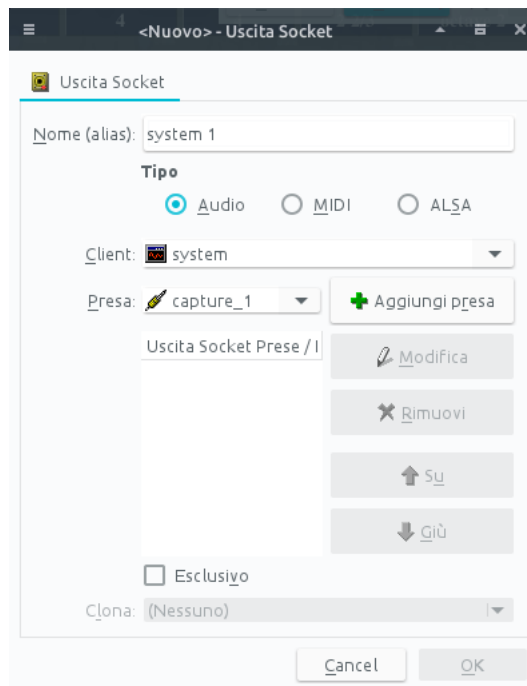 <Nuovo> - Uscita Socket
Uscita Socket
Nome (alias): system 1
Tipo
Audio MIDI ALSA
Client: system
Presa: capture_1 Aggiungi presa
Uscita Socket Prese / I
Modifica
Rimuovi
Su
Giù
Esclusivo
Clona: (Nessuno)
Cancel OK